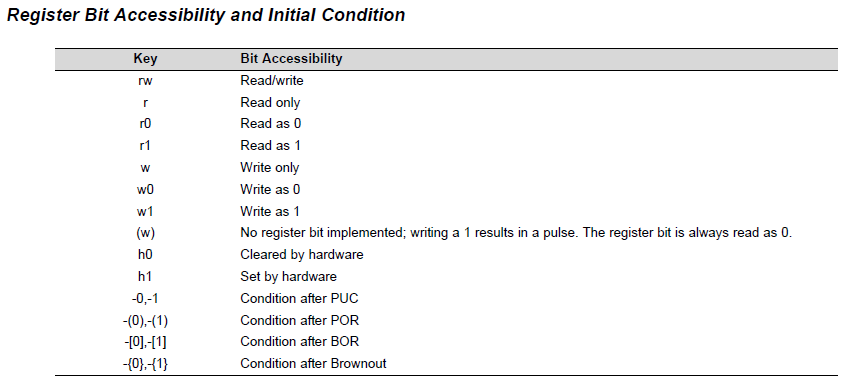 Register Bit Accessibility and Initial Condition
Key Bit Accessibility
rw Read/write
r Read only
r0 Read as 0
r1 Read as 1
w Write only
w0 Write as 0
w1 Write as 1
(w) No register bit implemented; writing a 1 results in a pulse. The register bit is always read as 0.
h0 Cleared by hardware
h1 Set by hardware
-0,-1 Condition after PUC
-(0),-(1) Condition after POR
-[0],-[1] Condition after BOR
-{0},-{1} Condition after Brownout